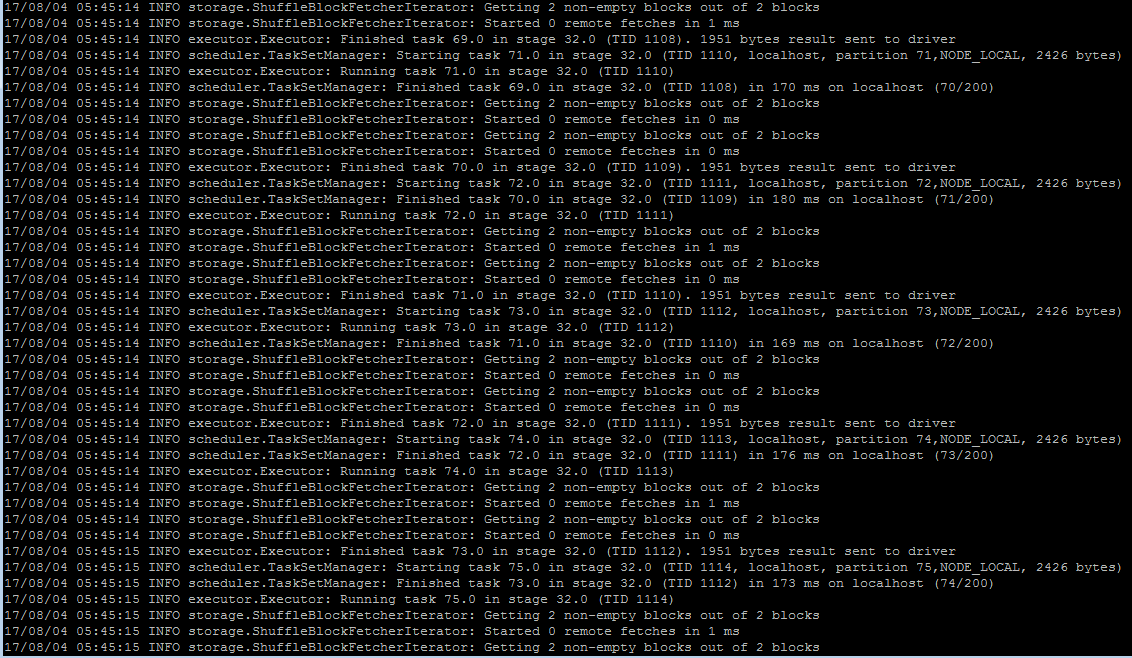 17/08/04 05:45:14 INFO storage.ShuffleBlockFetcherIterator: Getting 2 non-empty blocks out of 2 blocks
17/08/04 05:45:14 INFO storage.ShuffleBlockFetcherIterator: Started 0 remote fetches in 1 ms
17/08/04 05:45:14 INFO executor.Executor: Finished task 69.0 in stage 32.0 (TID 1108). 1951 bytes result sent to driver
17/08/04 05:45:14 INFO scheduler.TaskSetManager: Starting task 71.0 in stage 32.0 (TID 1110, localhost, partition 71,NODE_LOCAL, 2426 bytes)
17/08/04 05:45:14 INFO executor.Executor: Running task 71.0 in stage 32.0 (TID 1110)
17/08/04 05:45:14 INFO scheduler.TaskSetManager: Finished task 69.0 in stage 32.0 (TID 1108) in 170 ms on localhost (70/200)
17/08/04 05:45:14 INFO storage.ShuffleBlockFetcherIterator: Getting 2 non-empty blocks out of 2 blocks
17/08/04 05:45:14 INFO storage.ShuffleBlockFetcherIterator: Started 0 remote fetches in 0 ms
17/08/04 05:45:14 INFO storage.ShuffleBlockFetcherIterator: Getting 2 non-empty blocks out of 2 blocks
17/08/04 05:45:14 INFO storage.ShuffleBlockFetcherIterator: Started 0 remote fetches in 0 ms
17/08/04 05:45:14 INFO executor.Executor: Finished task 70.0 in stage 32.0 (TID 1109). 1951 bytes result sent to driver
17/08/04 05:45:14 INFO scheduler.TaskSetManager: Starting task 72.0 in stage 32.0 (TID 1111, localhost, partition 72,NODE_LOCAL, 2426 bytes)
17/08/04 05:45:14 INFO scheduler.TaskSetManager: Finished task 70.0 in stage 32.0 (TID 1109) in 180 ms on localhost (71/200)
17/08/04 05:45:14 INFO executor.Executor: Running task 72.0 in stage 32.0 (TID 1111)
17/08/04 05:45:14 INFO storage.ShuffleBlockFetcherIterator: Getting 2 non-empty blocks out of 2 blocks
17/08/04 05:45:14 INFO storage.ShuffleBlockFetcherIterator: Started 0 remote fetches in 1 ms
17/08/04 05:45:14 INFO storage.ShuffleBlockFetcherIterator: Getting 2 non-empty blocks out of 2 blocks
17/08/04 05:45:14 INFO storage.ShuffleBlockFetcherIterator: Started 0 remote fetches in 0 ms
17/08/04 05:45:14 INFO executor.Executor: Finished task 71.0 in stage 32.0 (TID 1110). 1951 bytes result sent to driver
17/08/04 05:45:14 INFO scheduler.TaskSetManager: Starting task 73.0 in stage 32.0 (TID 1112, localhost, partition 73,NODE_LOCAL, 2426 bytes)
17/08/04 05:45:14 INFO executor.Executor: Running task 73.0 in stage 32.0 (TID 1112)
17/08/04 05:45:14 INFO scheduler.TaskSetManager: Finished task 71.0 in stage 32.0 (TID 1110) in 169 ms on localhost (72/200)
17/08/04 05:45:14 INFO storage.ShuffleBlockFetcherIterator: Getting 2 non-empty blocks out of 2 blocks
17/08/04 05:45:14 INFO storage.ShuffleBlockFetcherIterator: Started 0 remote fetches in 0 ms
17/08/04 05:45:14 INFO storage.ShuffleBlockFetcherIterator: Getting 2 non-empty blocks out of 2 blocks
17/08/04 05:45:14 INFO storage.ShuffleBlockFetcherIterator: Started 0 remote fetches in 0 ms
17/08/04 05:45:14 INFO executor.Executor: Finished task 72.0 in stage 32.0 (TID 1111). 1951 bytes result sent to driver
17/08/04 05:45:14 INFO scheduler.TaskSetManager: Starting task 74.0 in stage 32.0 (TID 1113, localhost, partition 74,NODE_LOCAL, 2426 bytes)
17/08/04 05:45:14 INFO scheduler.TaskSetManager: Finished task 72.0 in stage 32.0 (TID 1111) in 176 ms on localhost (73/200)
17/08/04 05:45:14 INFO executor.Executor: Running task 74.0 in stage 32.0 (TID 1113)
17/08/04 05:45:14 INFO storage.ShuffleBlockFetcherIterator: Getting 2 non-empty blocks out of 2 blocks
17/08/04 05:45:14 INFO storage.ShuffleBlockFetcherIterator: Started 0 remote fetches in 1 ms
17/08/04 05:45:14 INFO storage.ShuffleBlockFetcherIterator: Getting 2 non-empty blocks out of 2 blocks
17/08/04 05:45:14 INFO storage.ShuffleBlockFetcherIterator: Started 0 remote fetches in 0 ms
17/08/04 05:45:15 INFO executor.Executor: Finished task 73.0 in stage 32.0 (TID 1112). 1951 bytes result sent to driver
17/08/04 05:45:15 INFO scheduler.TaskSetManager: Starting task 75.0 in stage 32.0 (TID 1114, localhost, partition 75,NODE_LOCAL, 2426 bytes)
17/08/04 05:45:15 INFO scheduler.TaskSetManager: Finished task 73.0 in stage 32.0 (TID 1112) in 173 ms on localhost (74/200)
17/08/04 05:45:15 INFO executor.Executor: Running task 75.0 in stage 32.0 (TID 1114)
17/08/04 05:45:15 INFO storage.ShuffleBlockFetcherIterator: Getting 2 non-empty blocks out of 2 blocks
17/08/04 05:45:15 INFO storage.ShuffleBlockFetcherIterator: Started 0 remote fetches in 1 ms
17/08/04 05:45:15 INFO storage.ShuffleBlockFetcherIterator: Getting 2 non-empty blocks out of 2 blocks